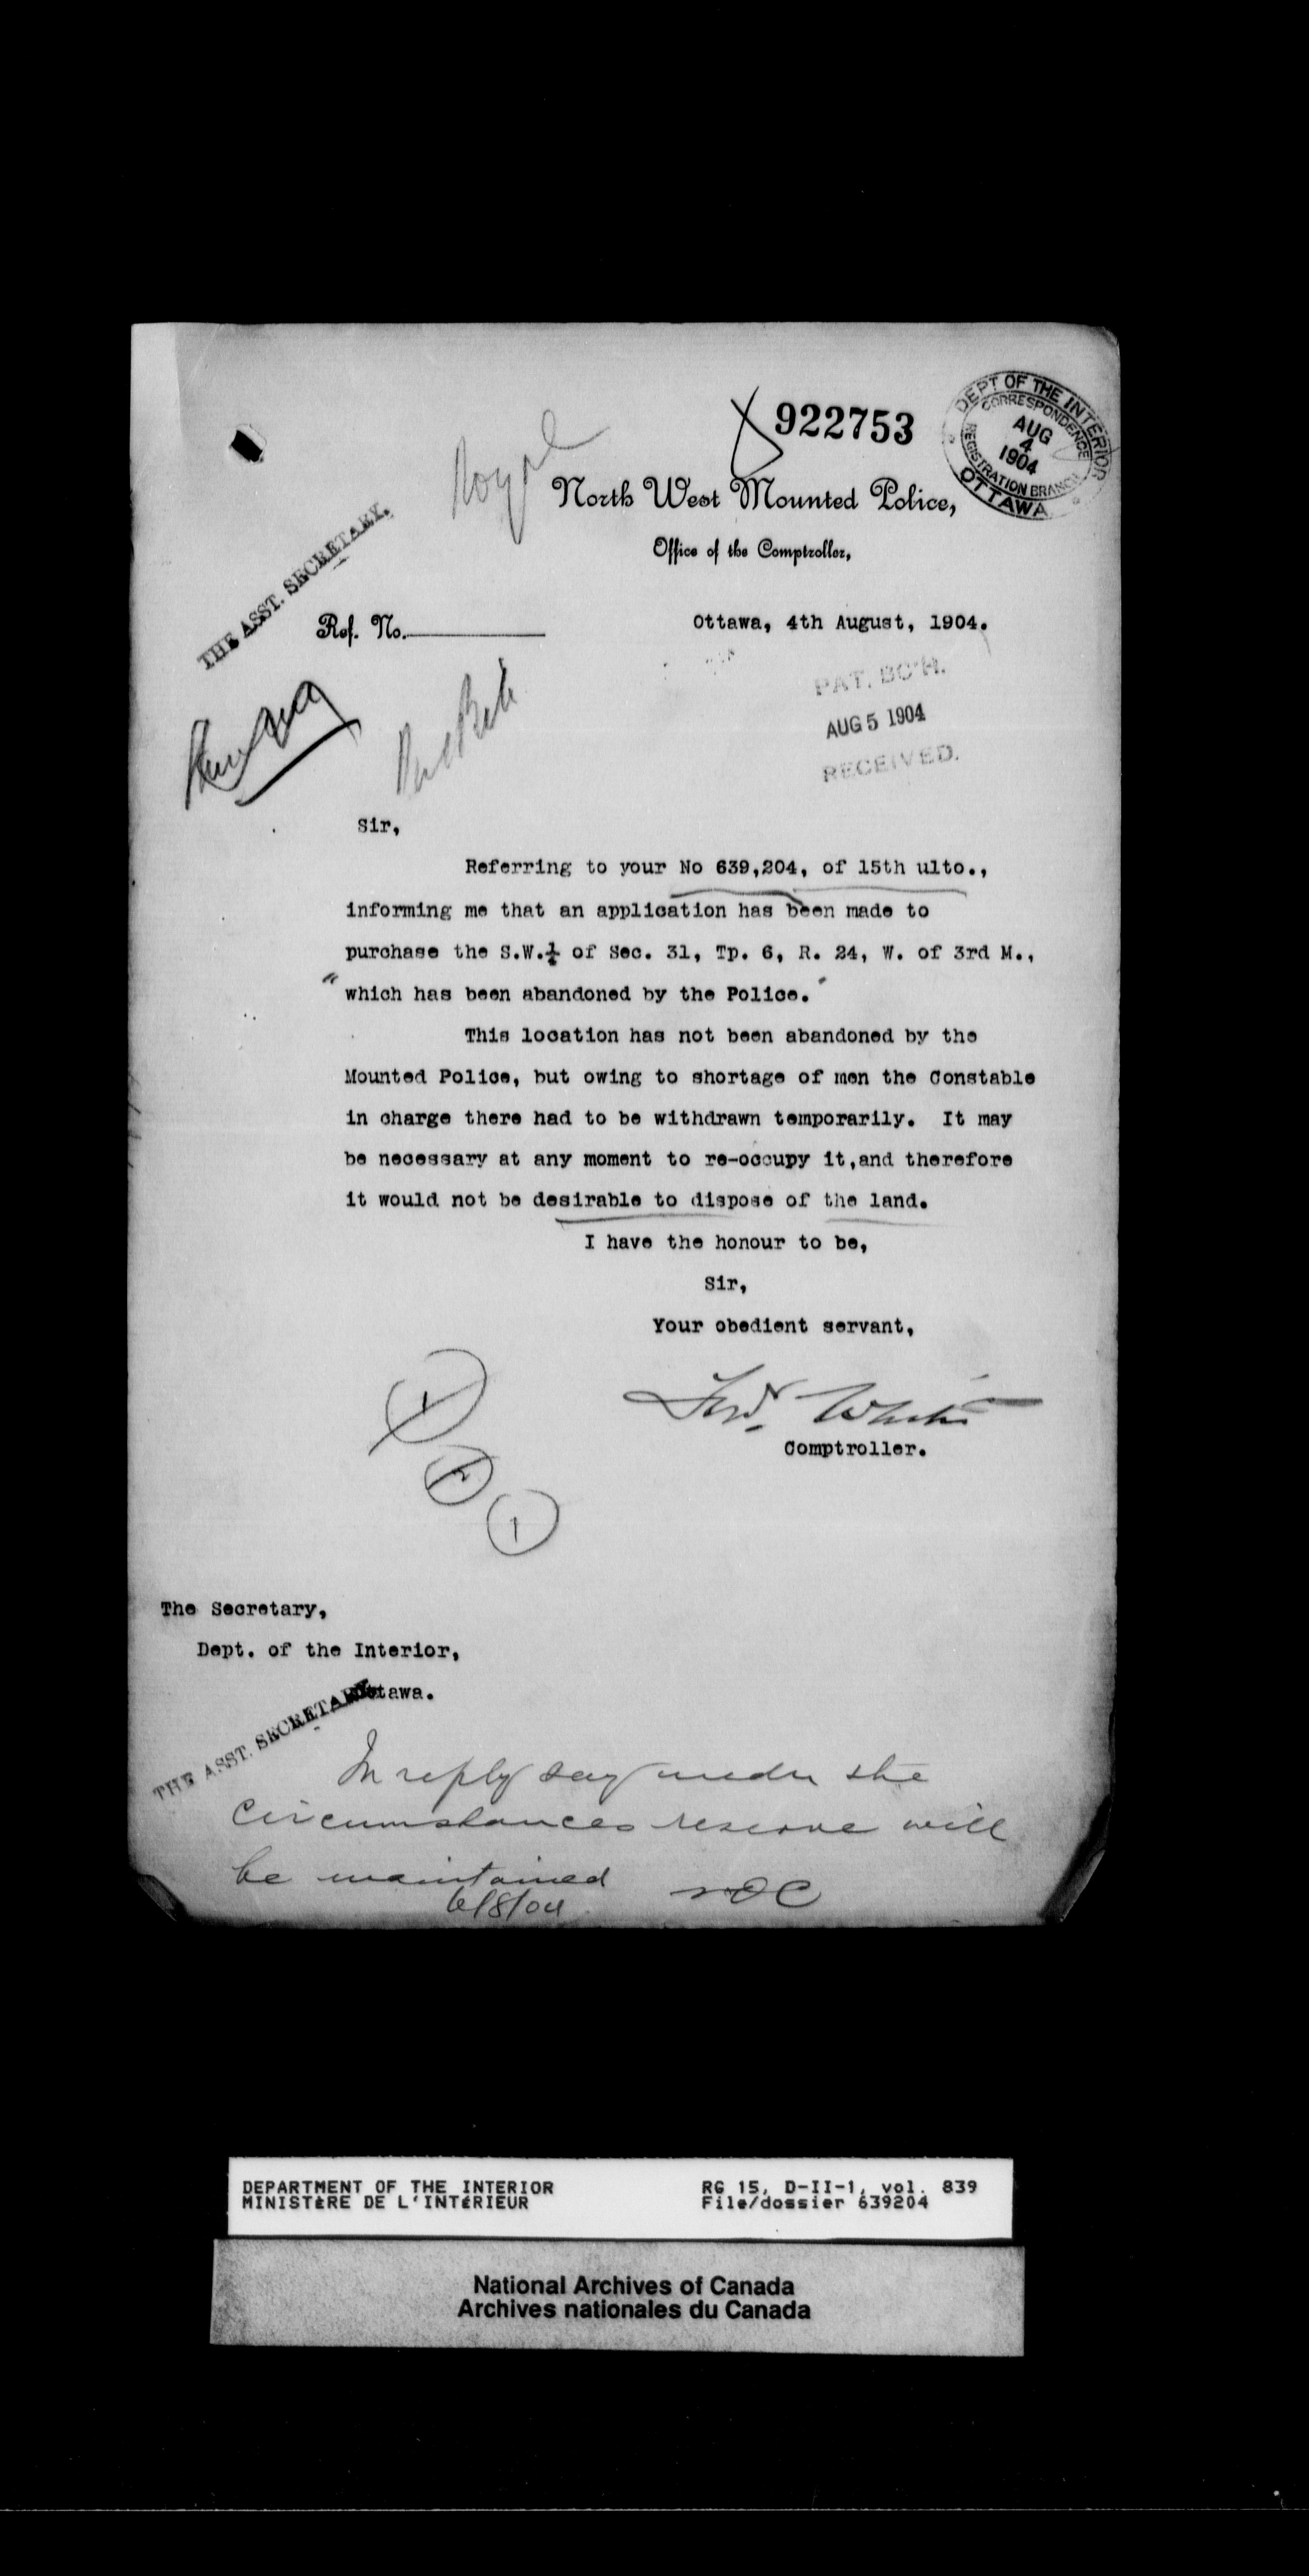 922753
DEPT OF THE INTERIOR
CORRESPONDENCE
AUG
4
1904
REGISTRATION BRANCH
OTTAWA
Royal
North West Mounted Police,
Office of the Comptroller,
THE ASST. SECRETARY.
Ref. No.
Ottawa, 4th August, 1904.
PAT. BCH.
AUG 5 1904
RECEIVED.
Sir,
Referring to your No 639,204, of 15th ulto.,
informing me that an application has been made to
purchase the S.W.¼ of Sec. 31, Tp. 6, R. 24, W. of 3rd M.,
"which has been abandoned by the Police."
This location has not been abandoned by the
Mounted Police, but owing to shortage of men the Constable
in charge there had to be withdrawn temporarily. It may
be necessary at any moment to re-occupy it,and therefore
it would not be desirable to dispose of the land.
I have the honour to be,
Sir,
Your obedient servant,
Fred. White
Comptroller.
1
2
1
The Secretary,
Dept. of the Interior,
Ottawa.
THE ASST. SECRETARY
In reply say under the
circumstances reserve will
be maintained
6/8/04
DEPARTMENT OF THE INTERIOR
MINISTÈRE DE L'INTÉRIEUR
RG 15, D-II-1, vol. 839
File/dossier 639204
National Archives of Canada
Archives nationales du Canada